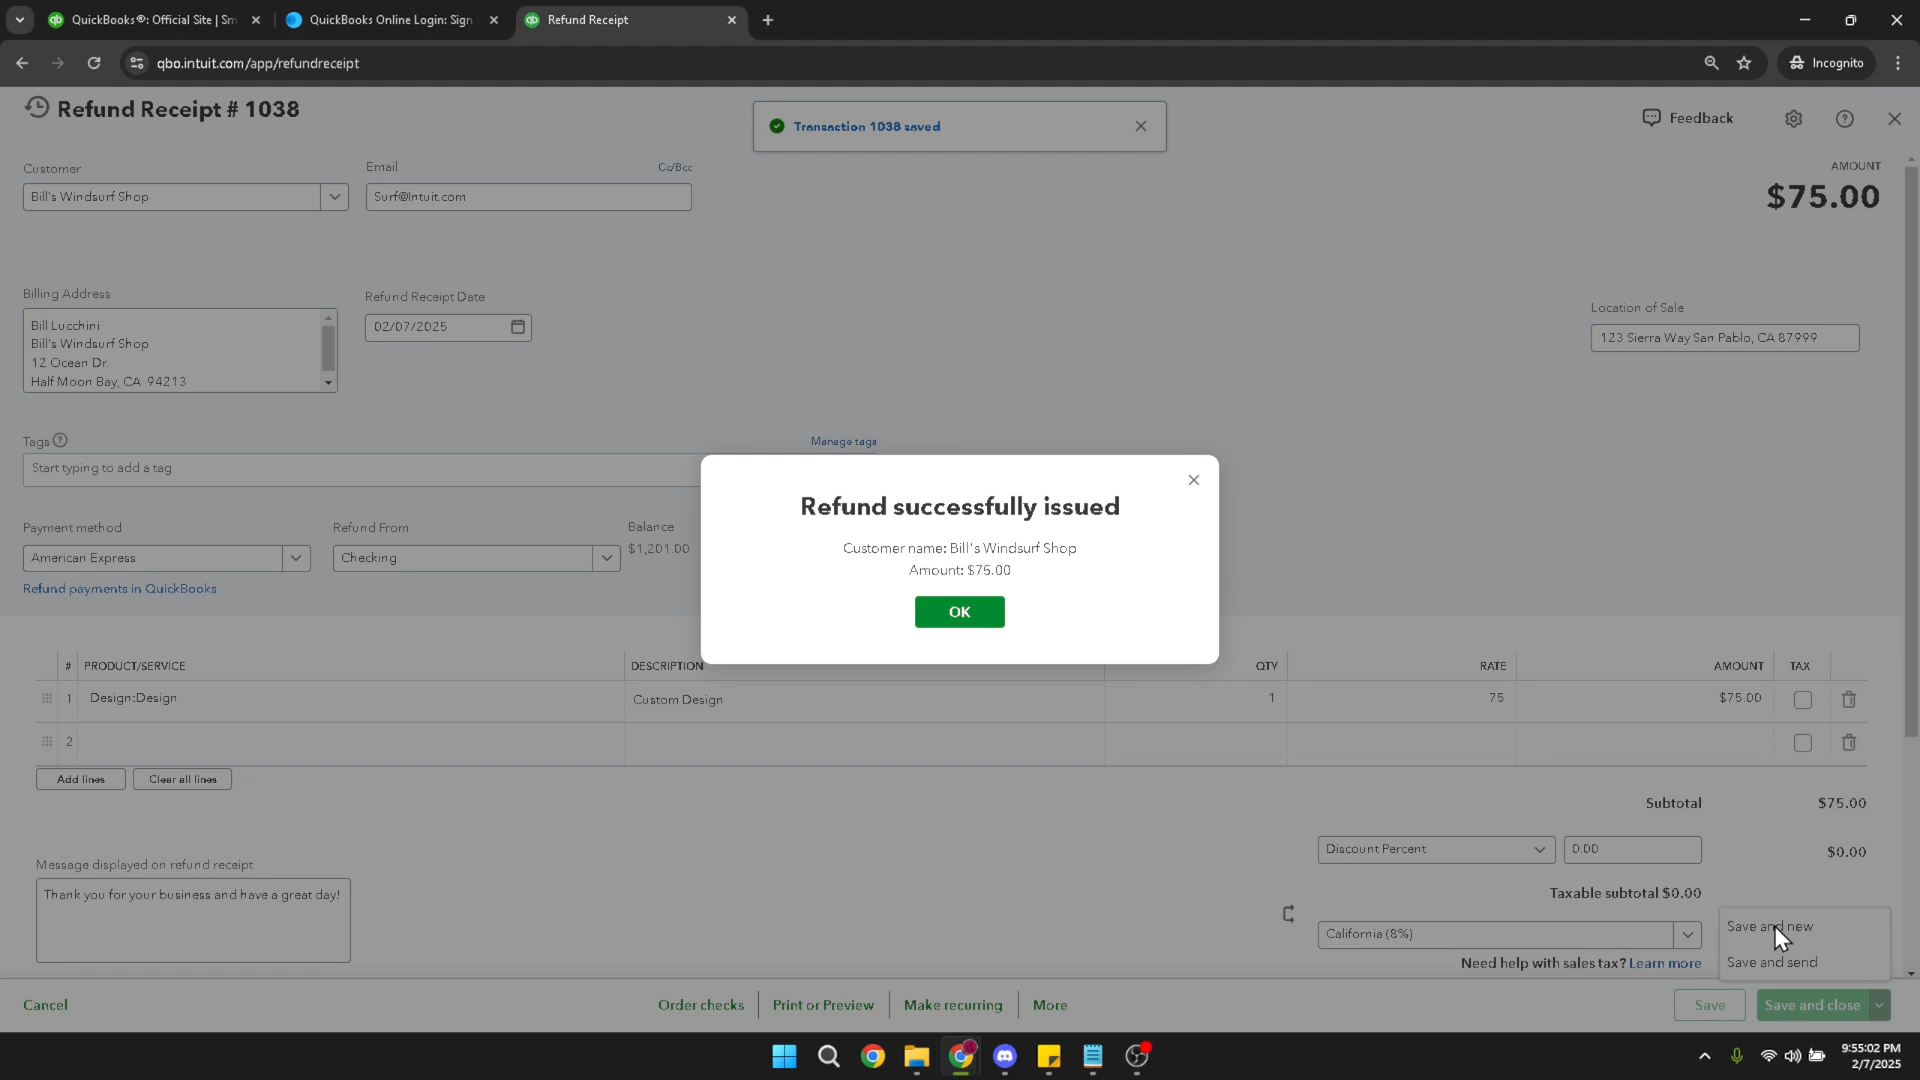 QuickBooks®: Official Site | Sm
QuickBooks Online Login: Sign
Refund Receipt
qbo.intuit.com/app/refundreceipt
Incognito
Refund Receipt # 1038
Transaction 1038 saved
Feedback
Customer
Email
Cc/Bcc
AMOUNT
Bill's Windsurf Shop
Surf@Intuit.com
$75.00
Billing Address
Refund Receipt Date
Location of Sale
Bill Lucchini
Bill's Windsurf Shop
12 Ocean Dr.
Half Moon Bay, CA 94213
02/07/2025
123 Sierra Way San Pablo, CA 87999
Tags
Manage tags
Start typing to add a tag
Payment method
Refund From
Balance
American Express
Checking
$1,201.00
Refund payments in QuickBooks
Refund successfully issued
Customer name: Bill's Windsurf Shop
Amount: $75.00
OK
# PRODUCT/SERVICE DESCRIPTION QTY RATE AMOUNT TAX
1 Design:Design Custom Design 1 75 $75.00
2
Add lines
Clear all lines
Subtotal $75.00
Discount Percent 0.00 $0.00
Message displayed on refund receipt
Thank you for your business and have a great day!
Taxable subtotal $0.00
California (8%)
Need help with sales tax? Learn more
Save and new
Save and send
Cancel
Order checks
Print or Preview
Make recurring
More
Save
Save and close
9:55:02 PM
2/7/2025